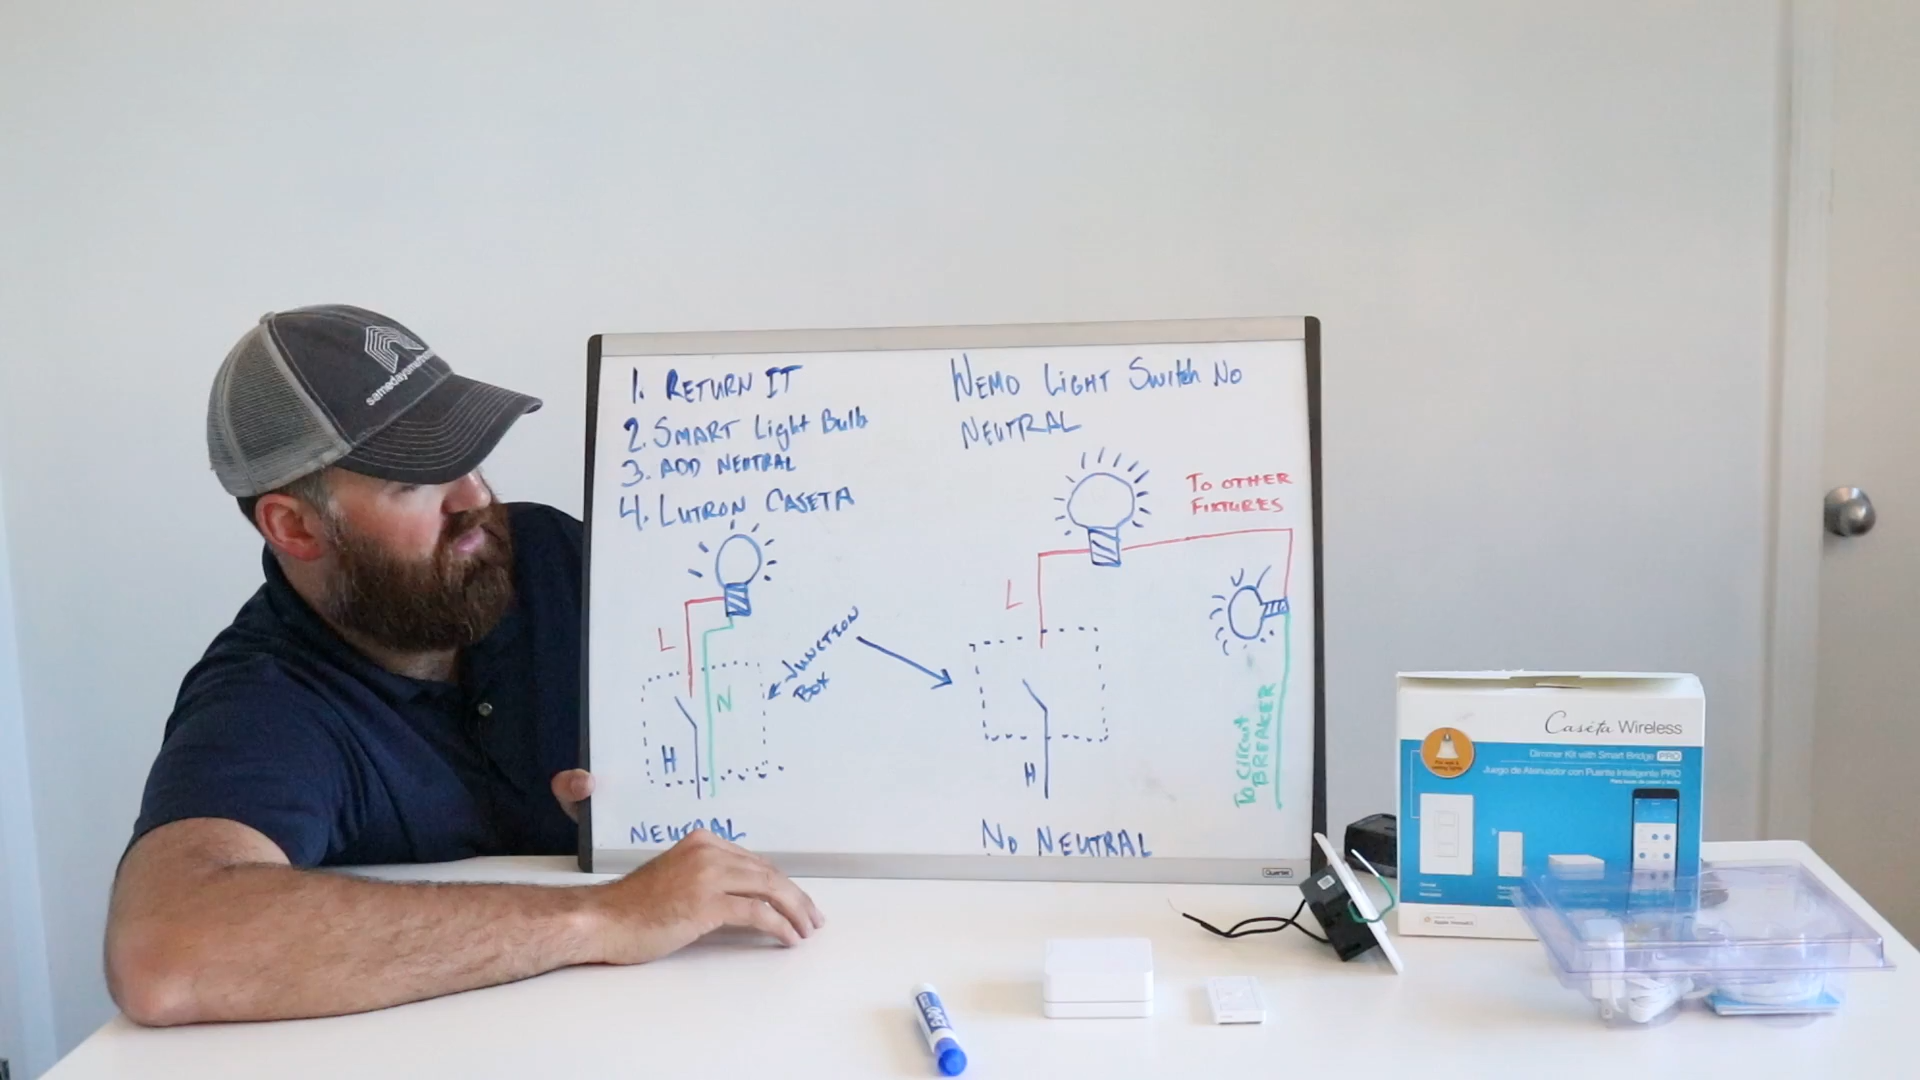 1. RETURN IT
2. SMART Light Bulb
3. ADD NEUTRAL
4. LUTRON CASETA
WEMO LIGHT Switch No
NEUTRAL
TO OTHER
FIXTURES
L
N
H
JUNCTION
BOX
NEUTRAL
L
H
TO CIRCUIT
BREAKER
NO NEUTRAL
Quartet
Caséta Wireless
Dimmer Kit with Smart Bridge PRO
Juego de Atenuador con Puente Inteligente PRO
EXPO